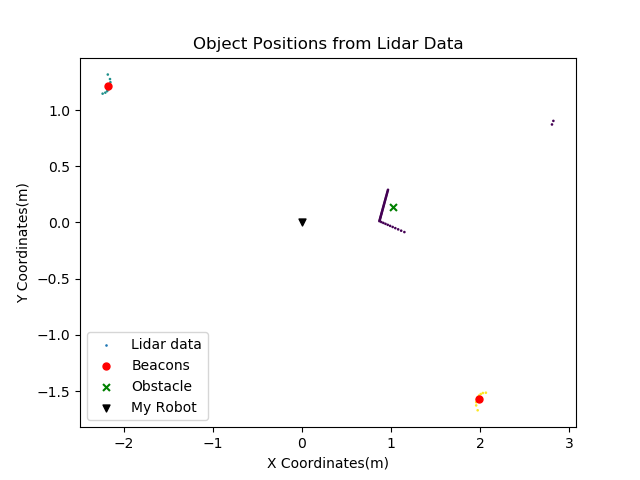 Object Positions from Lidar Data
Y Coordinates(m)
1.0
0.5
0.0
−0.5
−1.0
−1.5
Lidar data
Beacons
Obstacle
My Robot
−2
−1
0
1
2
3
X Coordinates(m)